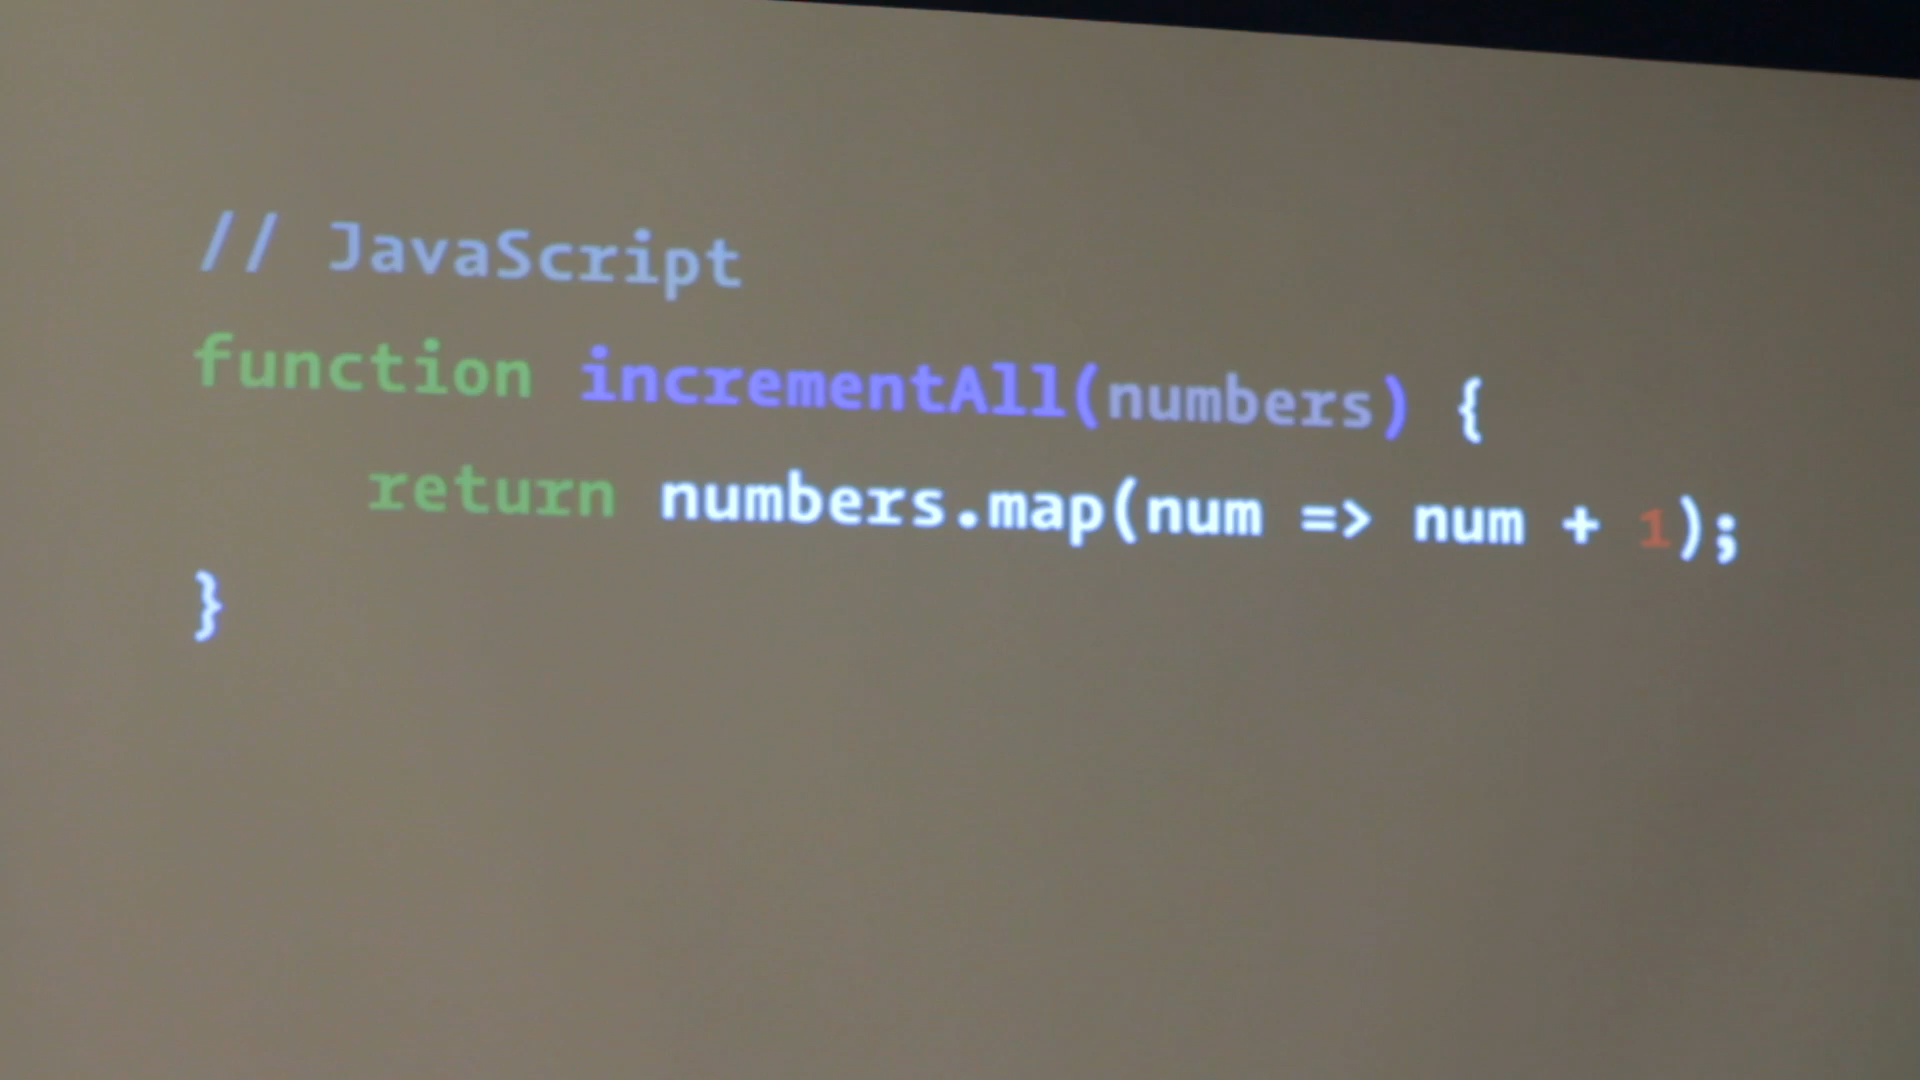 // JavaScript
function incrementAll(numbers) {
    return numbers.map(num => num + 1);
}